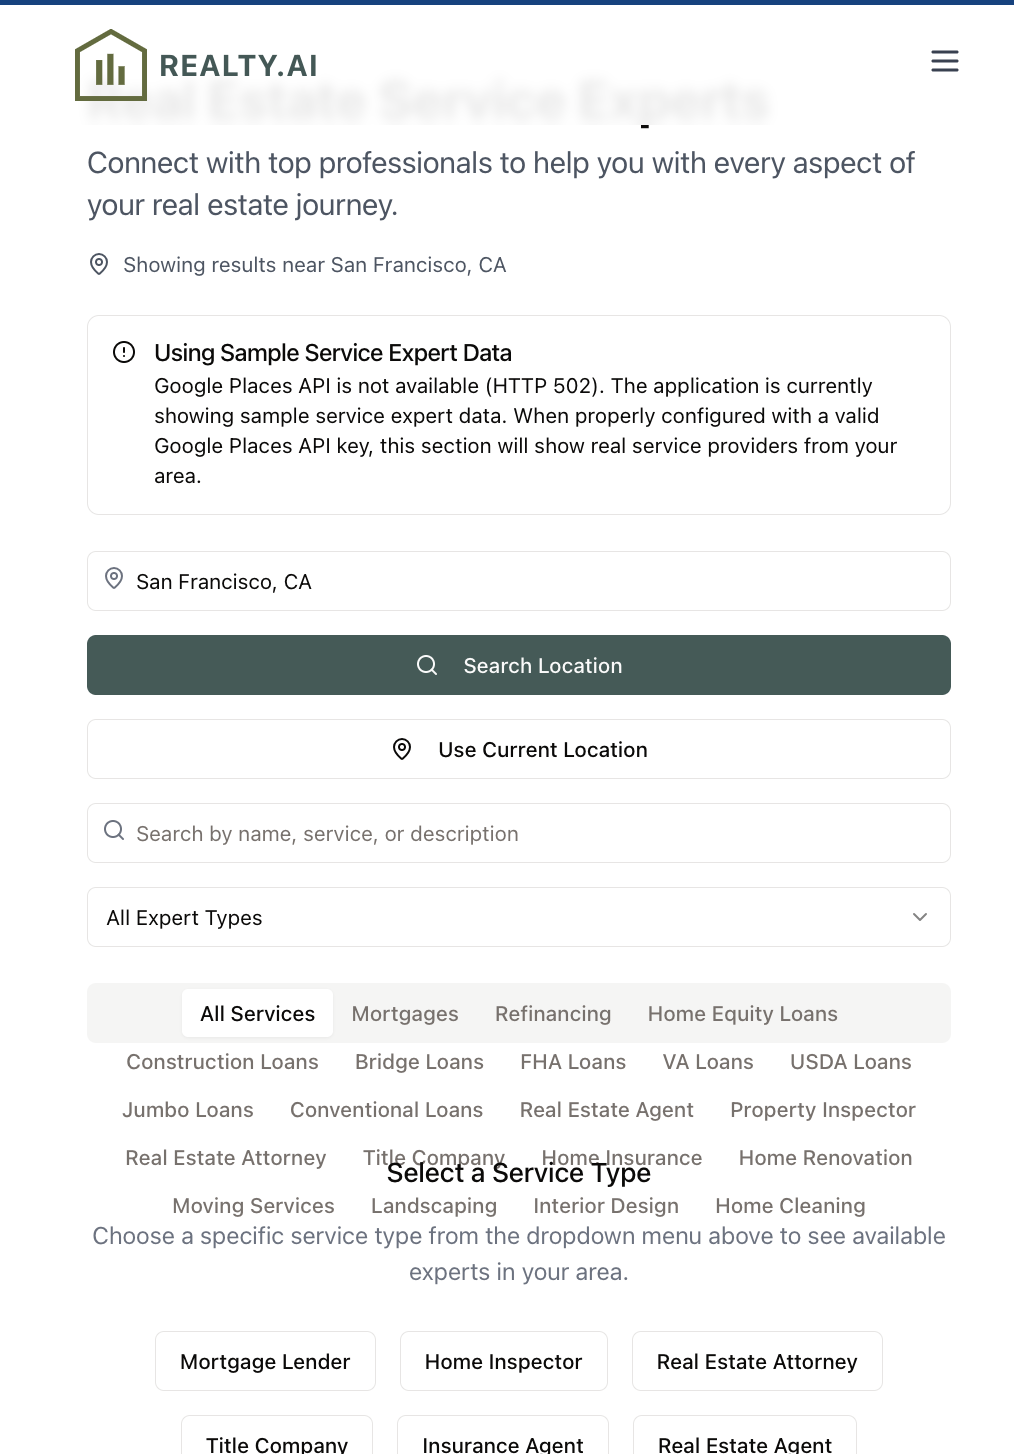 REALTY.AI
Real Estate Service Experts
Connect with top professionals to help you with every aspect of
your real estate journey.
Showing results near San Francisco, CA
Using Sample Service Expert Data
Google Places API is not available (HTTP 502). The application is currently
showing sample service expert data. When properly configured with a valid
Google Places API key, this section will show real service providers from your
area.
San Francisco, CA
Search Location
Use Current Location
Search by name, service, or description
All Expert Types
All Services Mortgages Refinancing Home Equity Loans
Construction Loans Bridge Loans FHA Loans VA Loans USDA Loans
Jumbo Loans Conventional Loans Real Estate Agent Property Inspector
Real Estate Attorney Title Company Home Insurance Home Renovation
Select a Service Type
Moving Services Landscaping Interior Design Home Cleaning
Choose a specific service type from the dropdown menu above to see available
experts in your area.
Mortgage Lender Home Inspector Real Estate Attorney
Title Company Insurance Agent Real Estate Agent